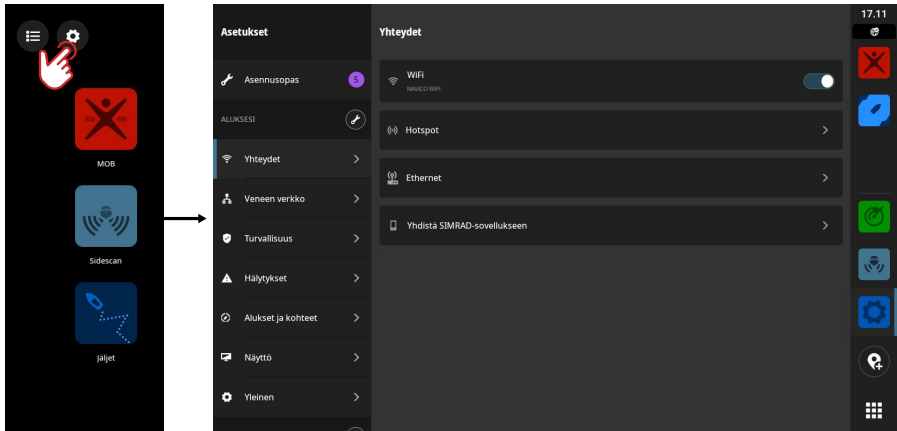 MOB
Sidescan
Jäljet
Asetukset
Asennusopas
5
ALUKSESI
Yhteydet
Veneen verkko
Turvallisuus
Hälytykset
Alukset ja kohteet
Näyttö
Yleinen
Yhteydet
WiFi
NAVICO WIFI
Hotspot
Ethernet
Yhdistä SIMRAD-sovellukseen
17.11